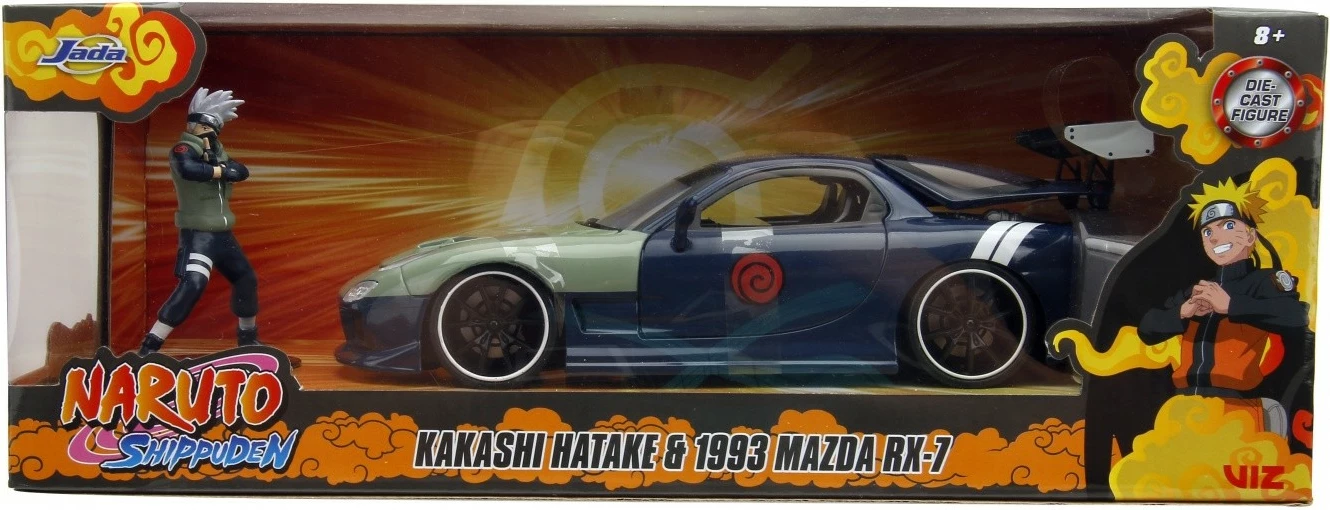 Jada
8+
DIE-
CAST
FIGURE
NARUTO
SHIPPUDEN
KAKASHI HATAKE & 1993 MAZDA RX-7
VIZ